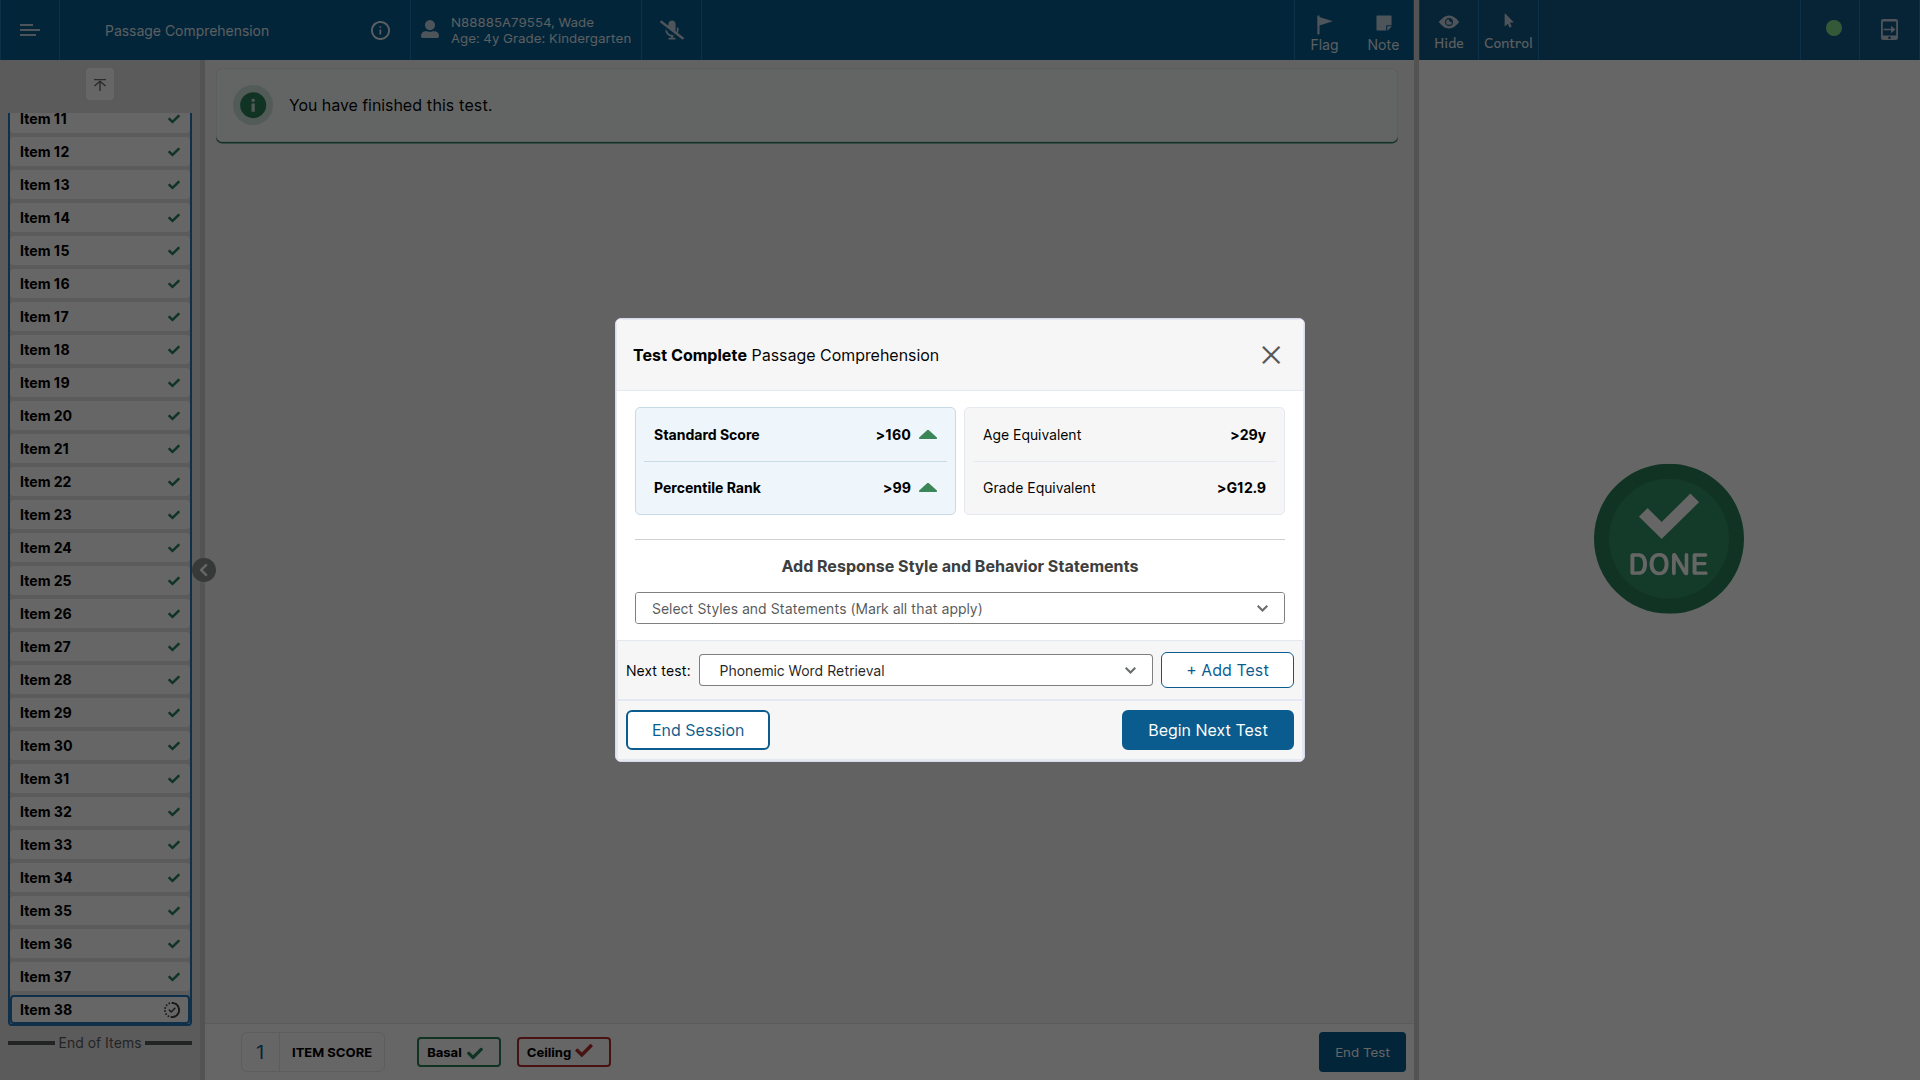 Passage Comprehension
N88885A79554, Wade
Age: 4y Grade: Kindergarten
Flag
Note
Hide
Control
Item 11
Item 12
Item 13
Item 14
Item 15
Item 16
Item 17
Item 18
Item 19
Item 20
Item 21
Item 22
Item 23
Item 24
Item 25
Item 26
Item 27
Item 28
Item 29
Item 30
Item 31
Item 32
Item 33
Item 34
Item 35
Item 36
Item 37
Item 38
End of Items
You have finished this test.
Test Complete Passage Comprehension
Standard Score >160
Percentile Rank >99
Age Equivalent >29y
Grade Equivalent >G12.9
Add Response Style and Behavior Statements
Select Styles and Statements (Mark all that apply)
Next test: Phonemic Word Retrieval + Add Test
End Session Begin Next Test
DONE
1 ITEM SCORE Basal Ceiling End Test